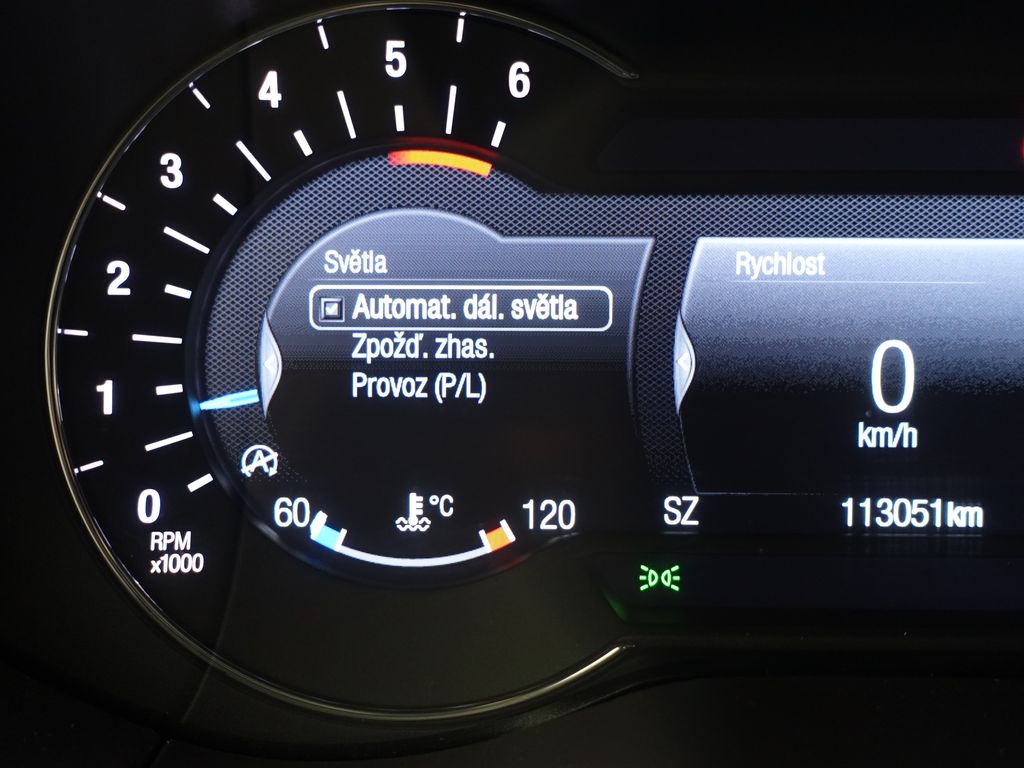 6
5
4
3
2
1
0
RPM
x1000
Světla
Automat. dál. světla
Zpožď. zhas.
Provoz (P/L)
60
°C
120
Rychlost
0
km/h
SZ
113051km